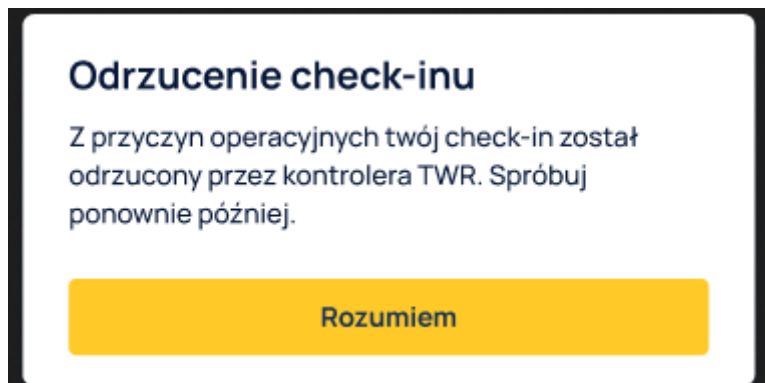 Odrzucenie check-inu
Z przyczyn operacyjnych twój check-in został
odrzucony przez kontrolera TWR. Spróbuj
ponownie później.
Rozumiem